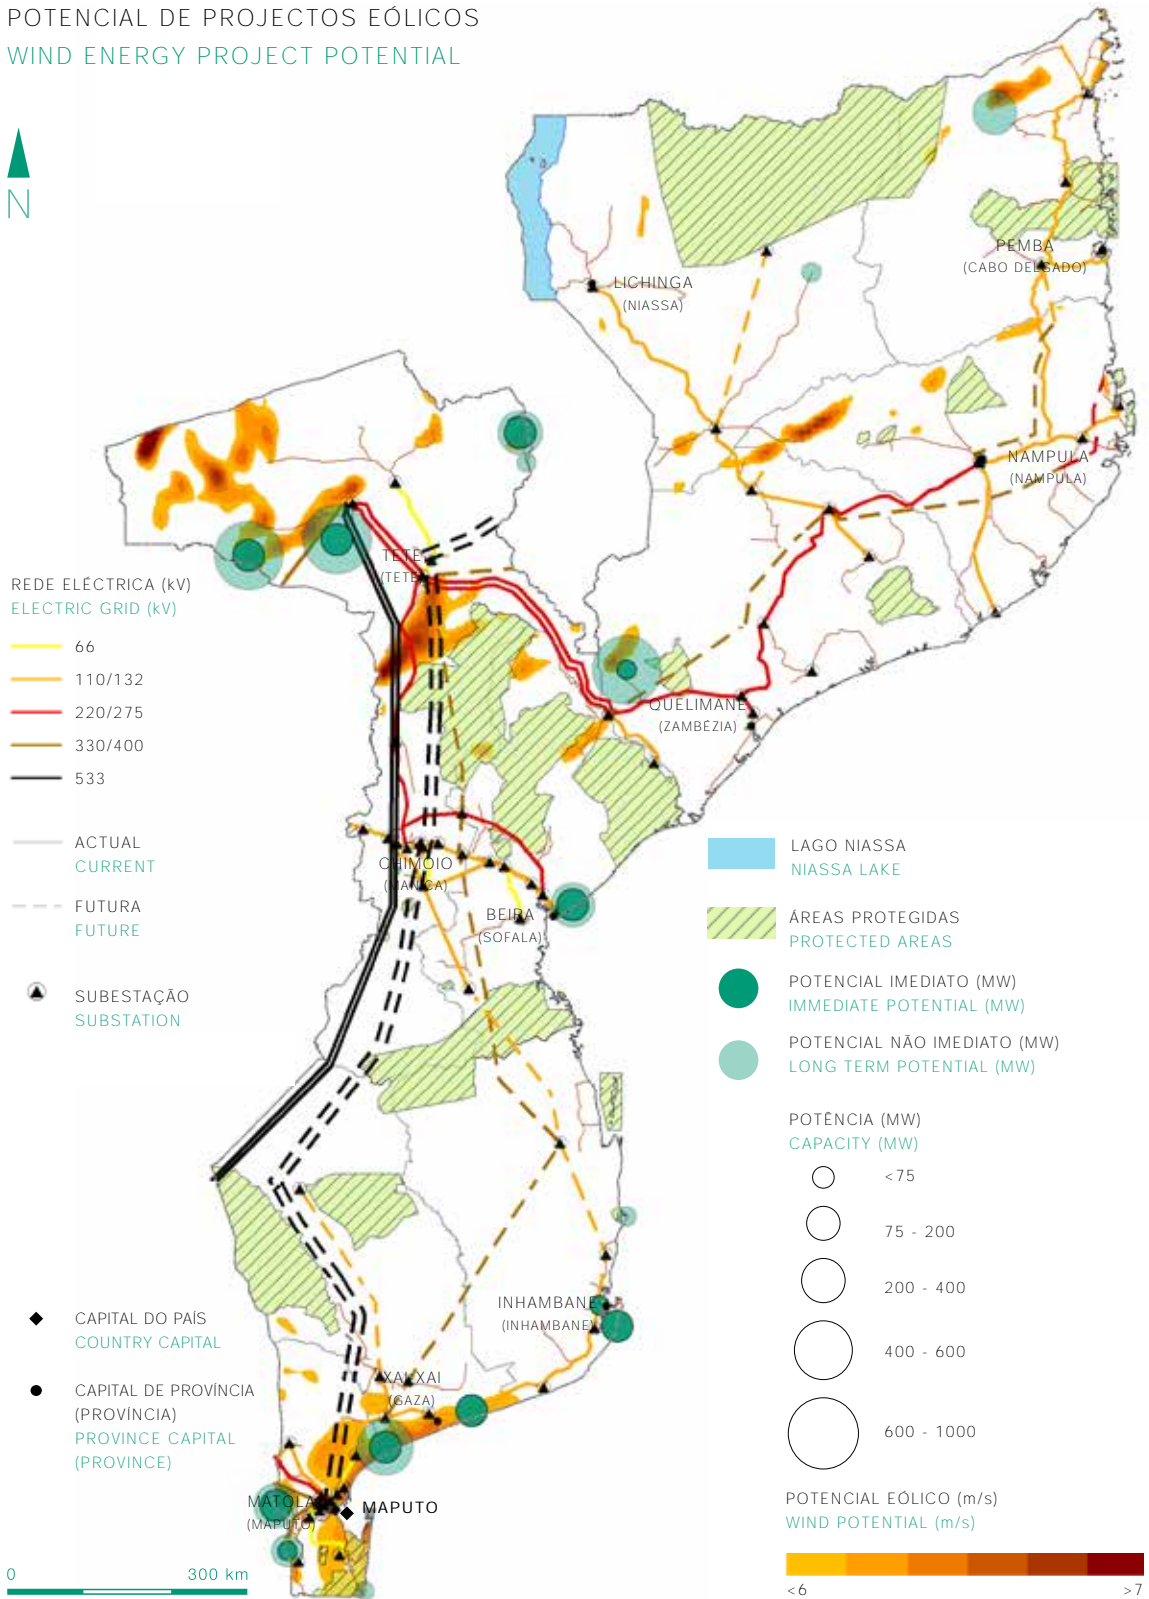 POTENCIAL DE PROJECTOS EÓLICOS
WIND ENERGY PROJECT POTENTIAL
N
PEMBA
(CABO DELGADO)
LICHINGA
(NIASSA)
NAMPULA
(NAMPULA)
TETE
(TETE)
QUELIMANE
(ZAMBÉZIA)
CHIMOIO
(MANICA)
BEIRA
(SOFALA)
INHAMBANE
(INHAMBANE)
XAI XAI
(GAZA)
MATOLA
(MAPUTO)
MAPUTO
REDE ELÉCTRICA (kV)
ELECTRIC GRID (kV)
66
110/132
220/275
330/400
533
ACTUAL
CURRENT
FUTURA
FUTURE
SUBESTAÇÃO
SUBSTATION
CAPITAL DO PAÍS
COUNTRY CAPITAL
CAPITAL DE PROVÍNCIA
(PROVÍNCIA)
PROVINCE CAPITAL
(PROVINCE)
0 300 km
LAGO NIASSA
NIASSA LAKE
ÁREAS PROTEGIDAS
PROTECTED AREAS
POTENCIAL IMEDIATO (MW)
IMMEDIATE POTENTIAL (MW)
POTENCIAL NÃO IMEDIATO (MW)
LONG TERM POTENTIAL (MW)
POTÊNCIA (MW)
CAPACITY (MW)
<75
75 - 200
200 - 400
400 - 600
600 - 1000
POTENCIAL EÓLICO (m/s)
WIND POTENTIAL (m/s)
<6 >7